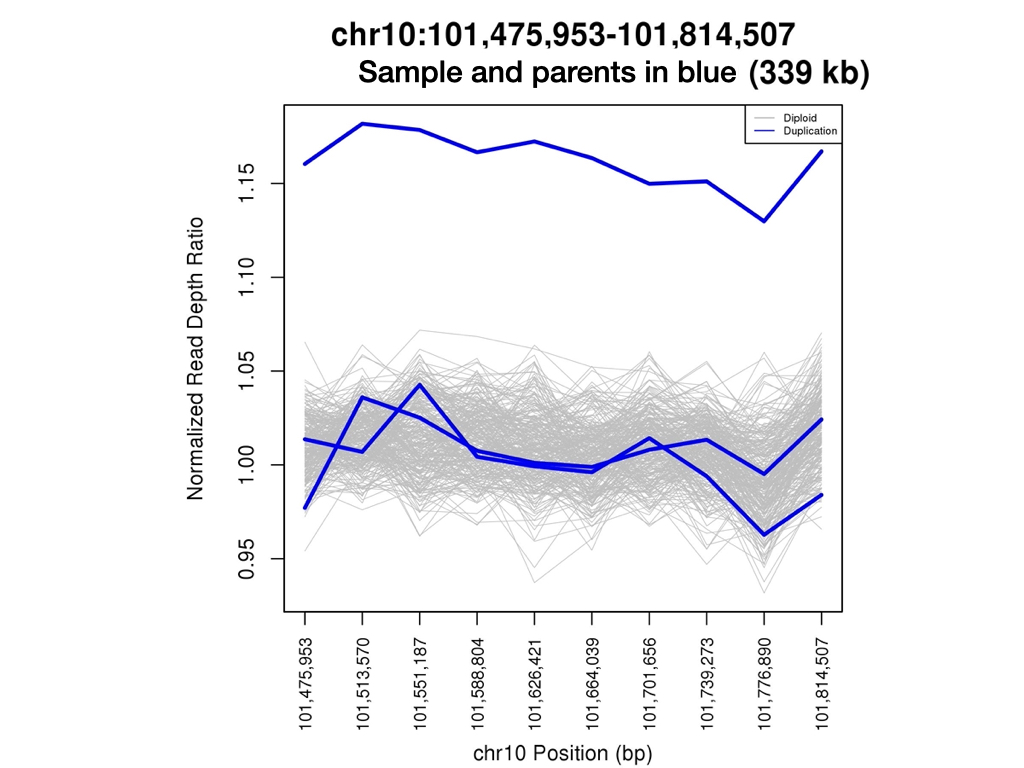 chr10:101,475,953-101,814,507
Sample and parents in blue (339 kb)
Diploid
Duplication
Normalized Read Depth Ratio
1.15
1.10
1.05
1.00
0.95
101,475,953
101,513,570
101,551,187
101,588,804
101,626,421
101,664,039
101,701,656
101,739,273
101,776,890
101,814,507
chr10 Position (bp)